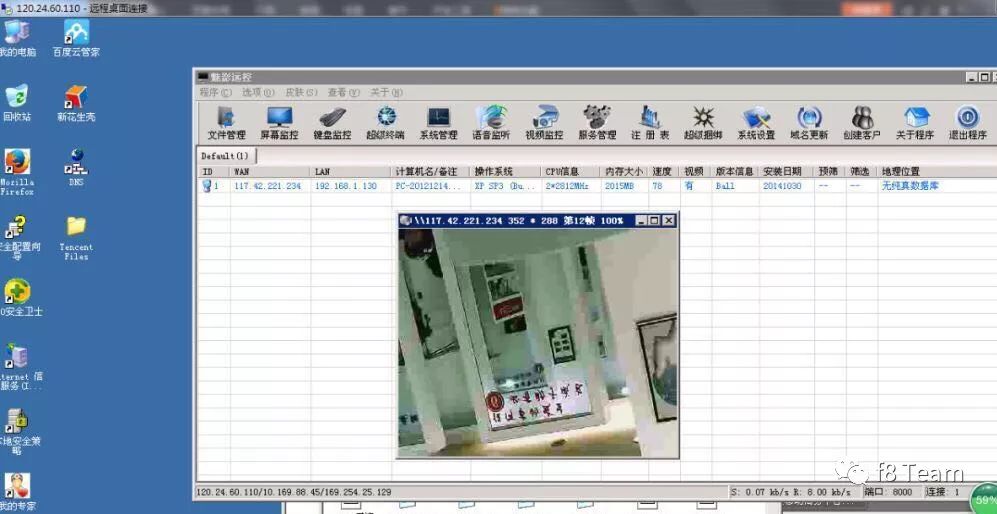 120.24.60.110 - 远程桌面连接
我的电脑
百度云管家
回收站
新花生壳
Mozilla Firefox
DNS
安全配置向导
Tencent Files
0安全卫士
ternet 信
服务(I...
本地安全策略
我的专家
魅影远控
程序(C) 选项(O) 皮肤(S) 查看(V) 关于(H)
文件管理 屏幕监控 键盘监控 超级终端 系统管理 语音监听 视频监控 服务管理 注 册 表 超级捆绑 系统设置 域名更新 创建客户 关于程序 退出程序
Default(1)
ID WAN LAN 计算机名/备注 操作系统 CPU信息 内存大小 速度 视频 版本信息 安装日期 预筛 筛选 地理位置
1 117.42.221.234 192.168.1.130 PC-20121214... XP SP3 (Bu... 2*2812MHz 2015MB 78 有 Ball 20141030 -- -- 无纯真数据库
\\117.42.221.234 352 * 288 第12帧 100%
120.24.60.110/10.169.88.45/169.254.25.129
S: 0.07 kb/s R: 8.00 kb/s 端口: 8000 连接: 1
f8 Team
59%